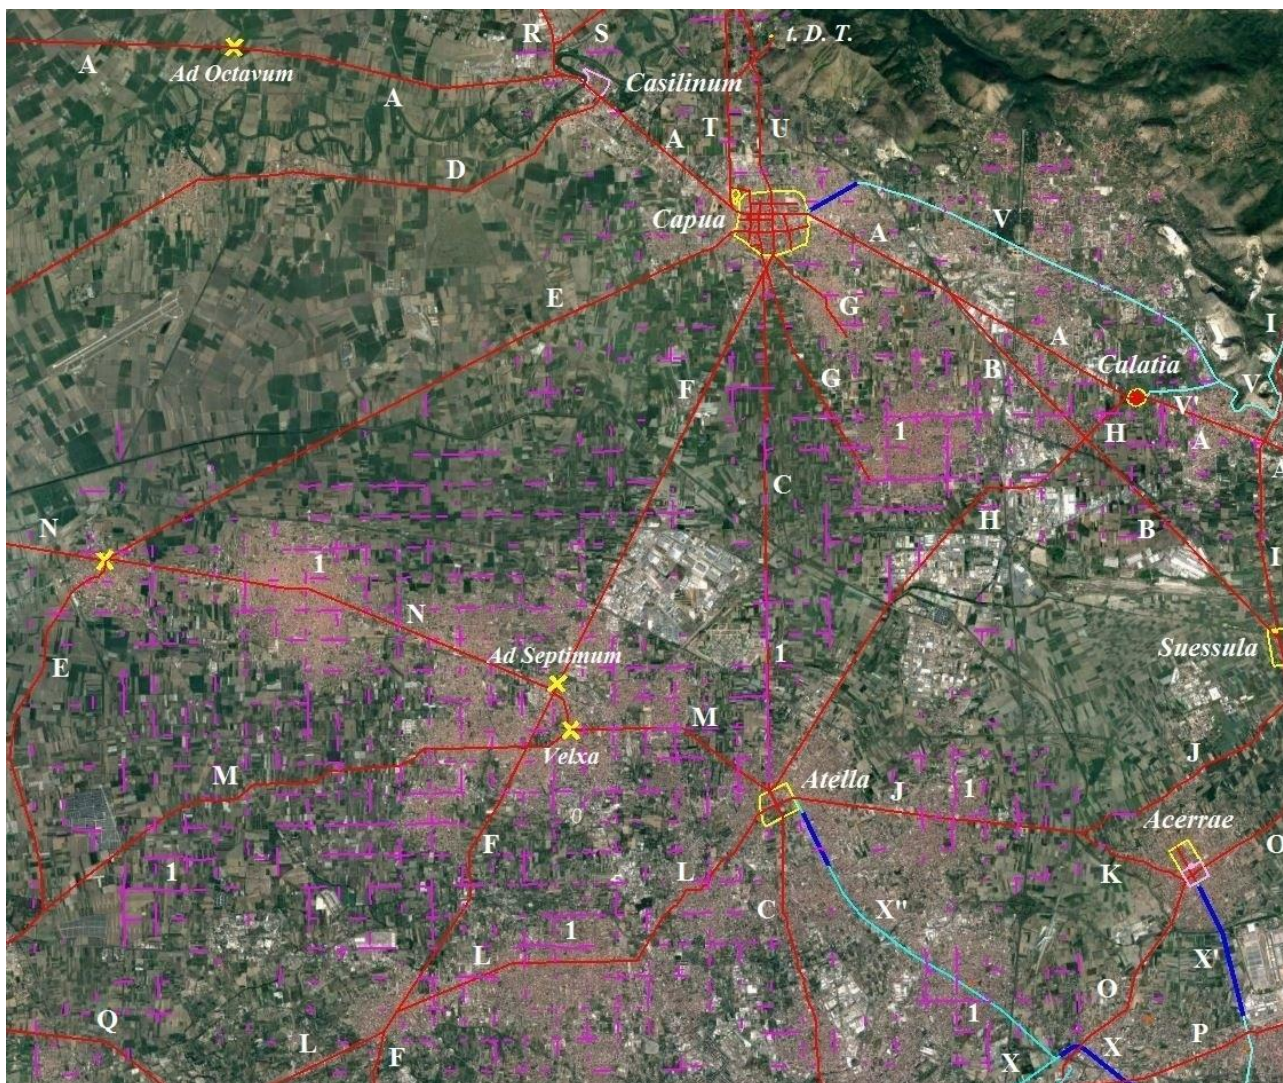 R S t. D. T.
A
Ad Octavum
Casilinum
A
A T U
D
Capua
V
A
E
G
I
A
Calatia
F B
G
V
V'
1 H A
A
C
N
H
B
1
I
N
E
Ad Septimum
1
Suessula
M
Velxa
J
M
Atella
J 1
Acerrae
F
O
1
L
K
C X''
1
L
X'
O
Q
1
P
L
F
X X